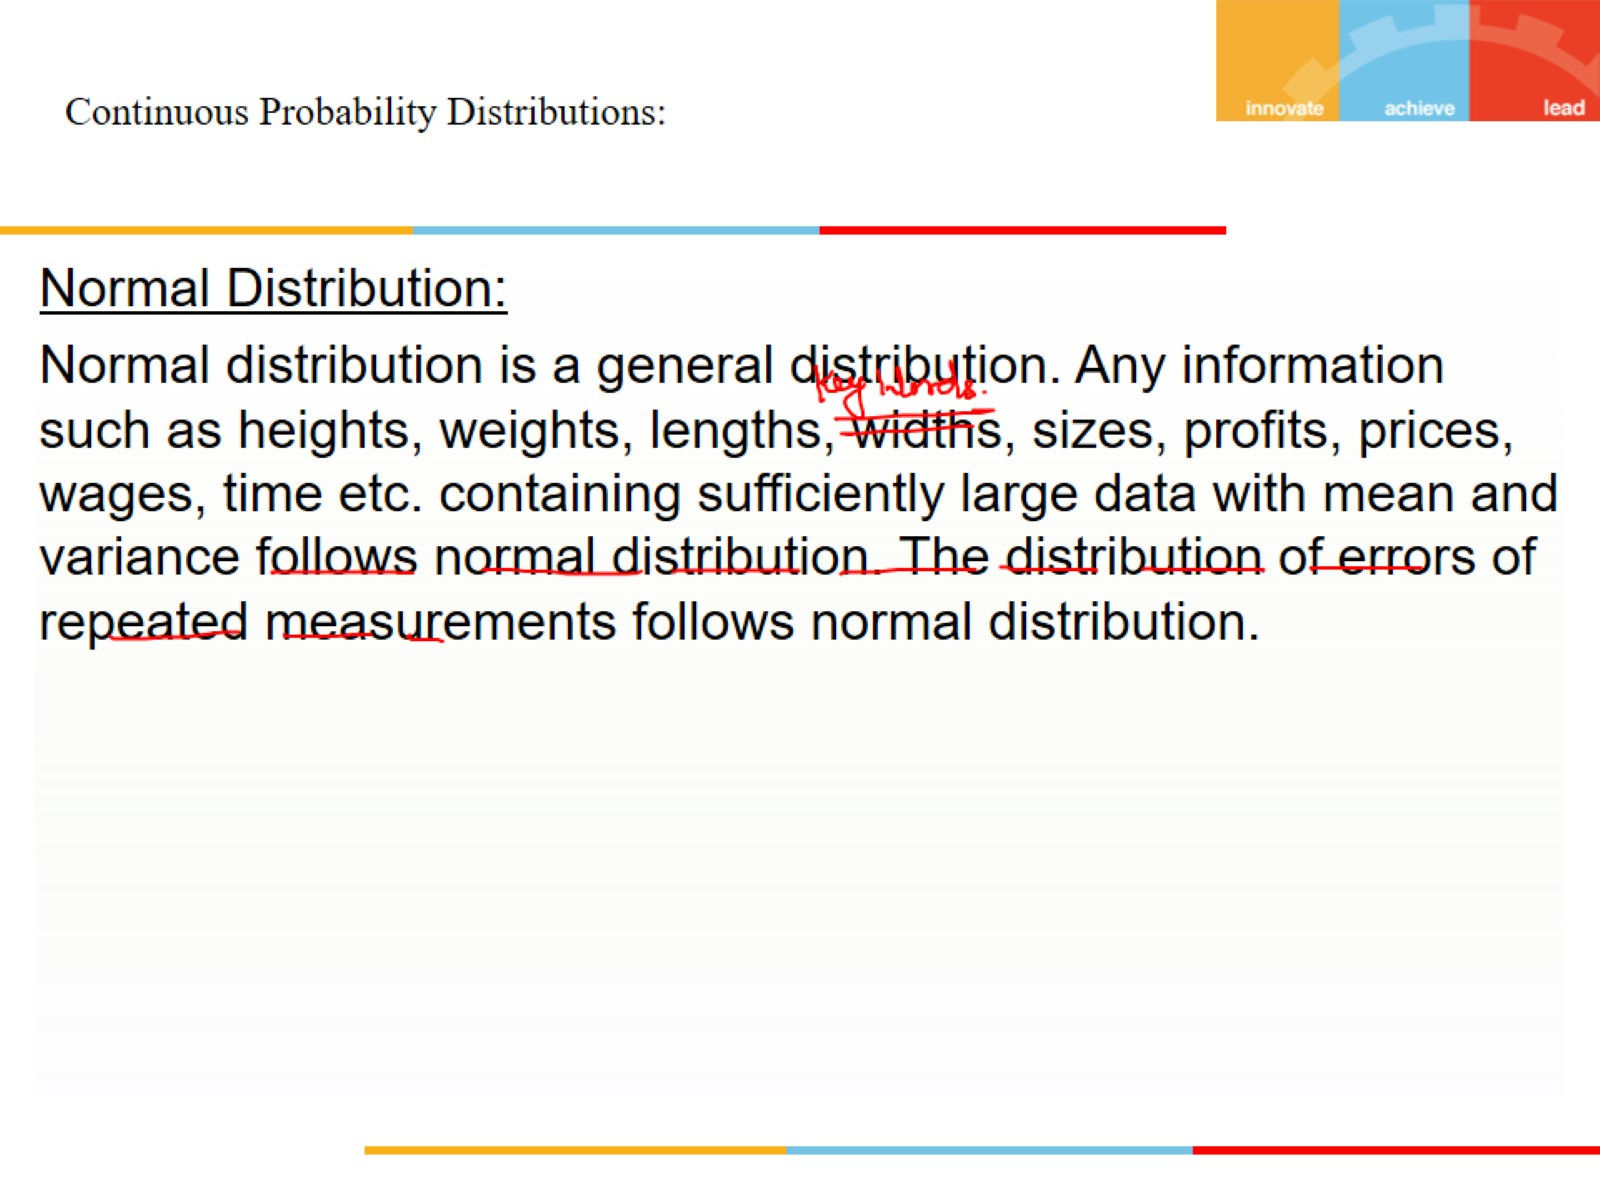 innovate achieve lead
Continuous Probability Distributions:
Normal Distribution:
Normal distribution is a general distribution. Any information
Key Words.
such as heights, weights, lengths, widths, sizes, profits, prices,
wages, time etc. containing sufficiently large data with mean and
variance follows normal distribution. The distribution of errors of
repeated measurements follows normal distribution.